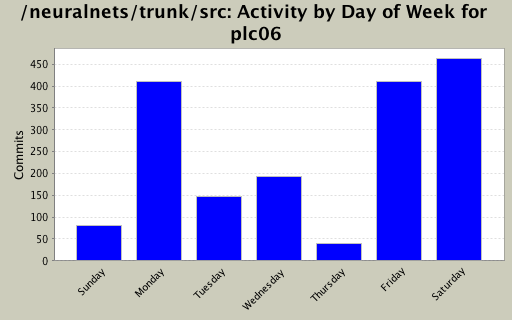 /neuralnets/trunk/src: Activity by Day of Week for
plc06
Commits
450
400
350
300
250
200
150
100
50
0
Sunday
Monday
Tuesday
Wednesday
Thursday
Friday
Saturday